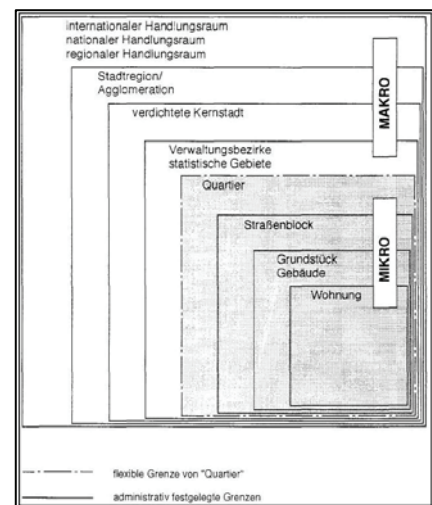 internationaler Handlungsraum
nationaler Handlungsraum
regionaler Handlungsraum
Stadtregion/
Agglomeration
verdichtete Kernstadt
Verwaltungsbezirke
statistische Gebiete
Quartier
Straßenblock
Grundstück
Gebäude
Wohnung
MAKRO
MIKRO
flexible Grenze von "Quartier"
administrativ festgelegte Grenzen